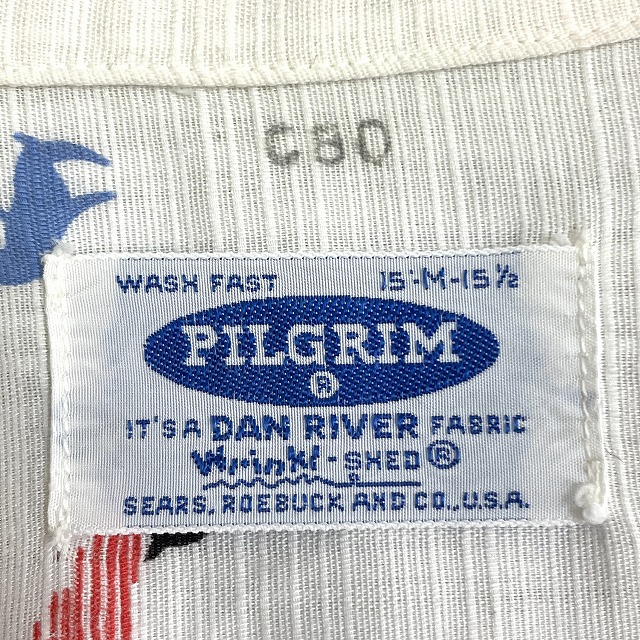 C80
WASH FAST 15-M-15½
PILGRIM
®
IT'S A DAN RIVER FABRIC
Wrinkl-SHED®
SEARS, ROEBUCK AND CO., U.S.A.